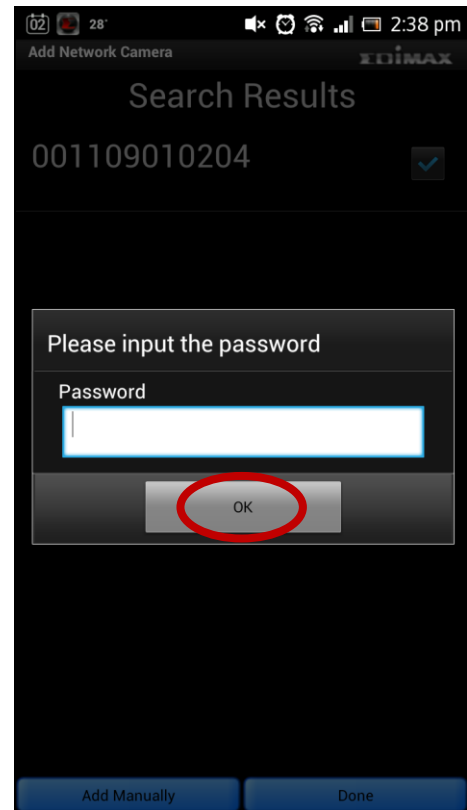 02 28° 2:38 pm
Add Network Camera EDIMAX
Search Results
001109010204
Please input the password
Password
OK
Add Manually Done